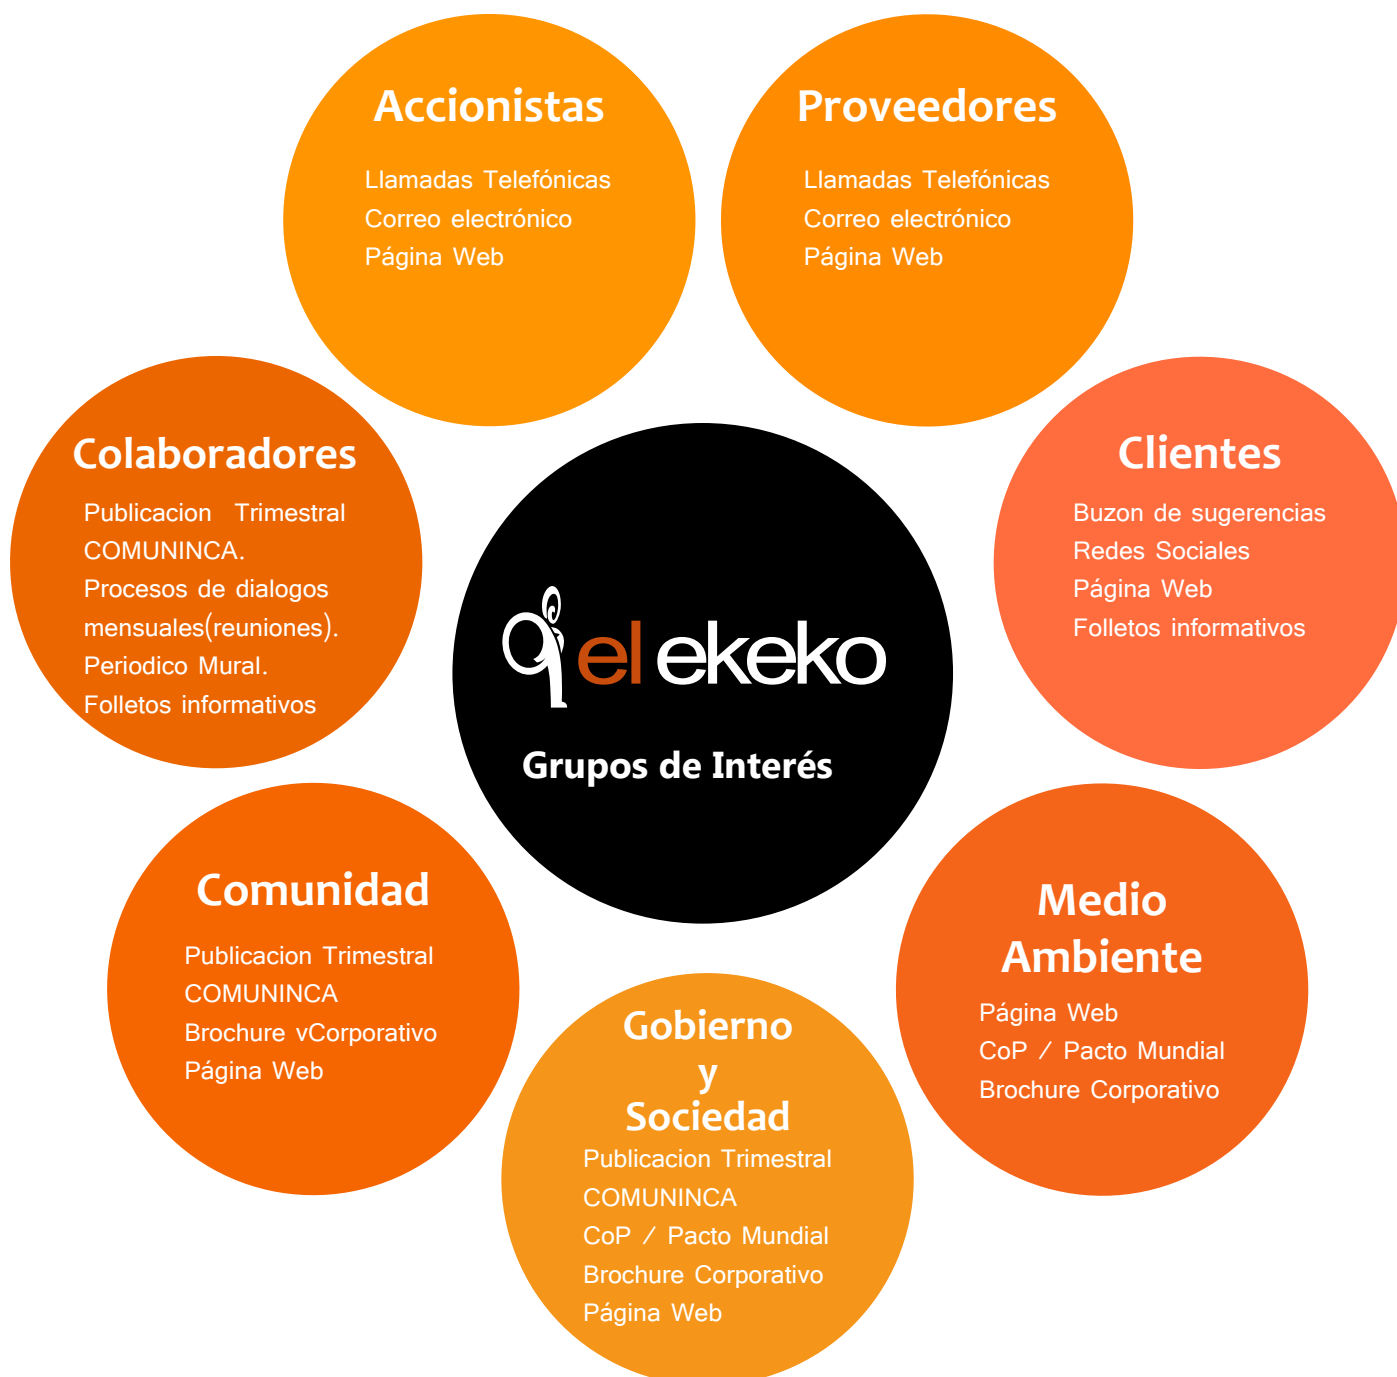 Accionistas
Llamadas Telefónicas
Correo electrónico
Página Web
Proveedores
Llamadas Telefónicas
Correo electrónico
Página Web
Colaboradores
Publicacion Trimestral
COMUNINCA.
Procesos de dialogos
mensuales(reuniones).
Periodico Mural.
Folletos informativos
Clientes
Buzon de sugerencias
Redes Sociales
Página Web
Folletos informativos
el ekeko
Grupos de Interés
Comunidad
Publicacion Trimestral
COMUNINCA
Brochure vCorporativo
Página Web
Medio
Ambiente
Página Web
CoP / Pacto Mundial
Brochure Corporativo
Gobierno
y
Sociedad
Publicacion Trimestral
COMUNINCA
CoP / Pacto Mundial
Brochure Corporativo
Página Web